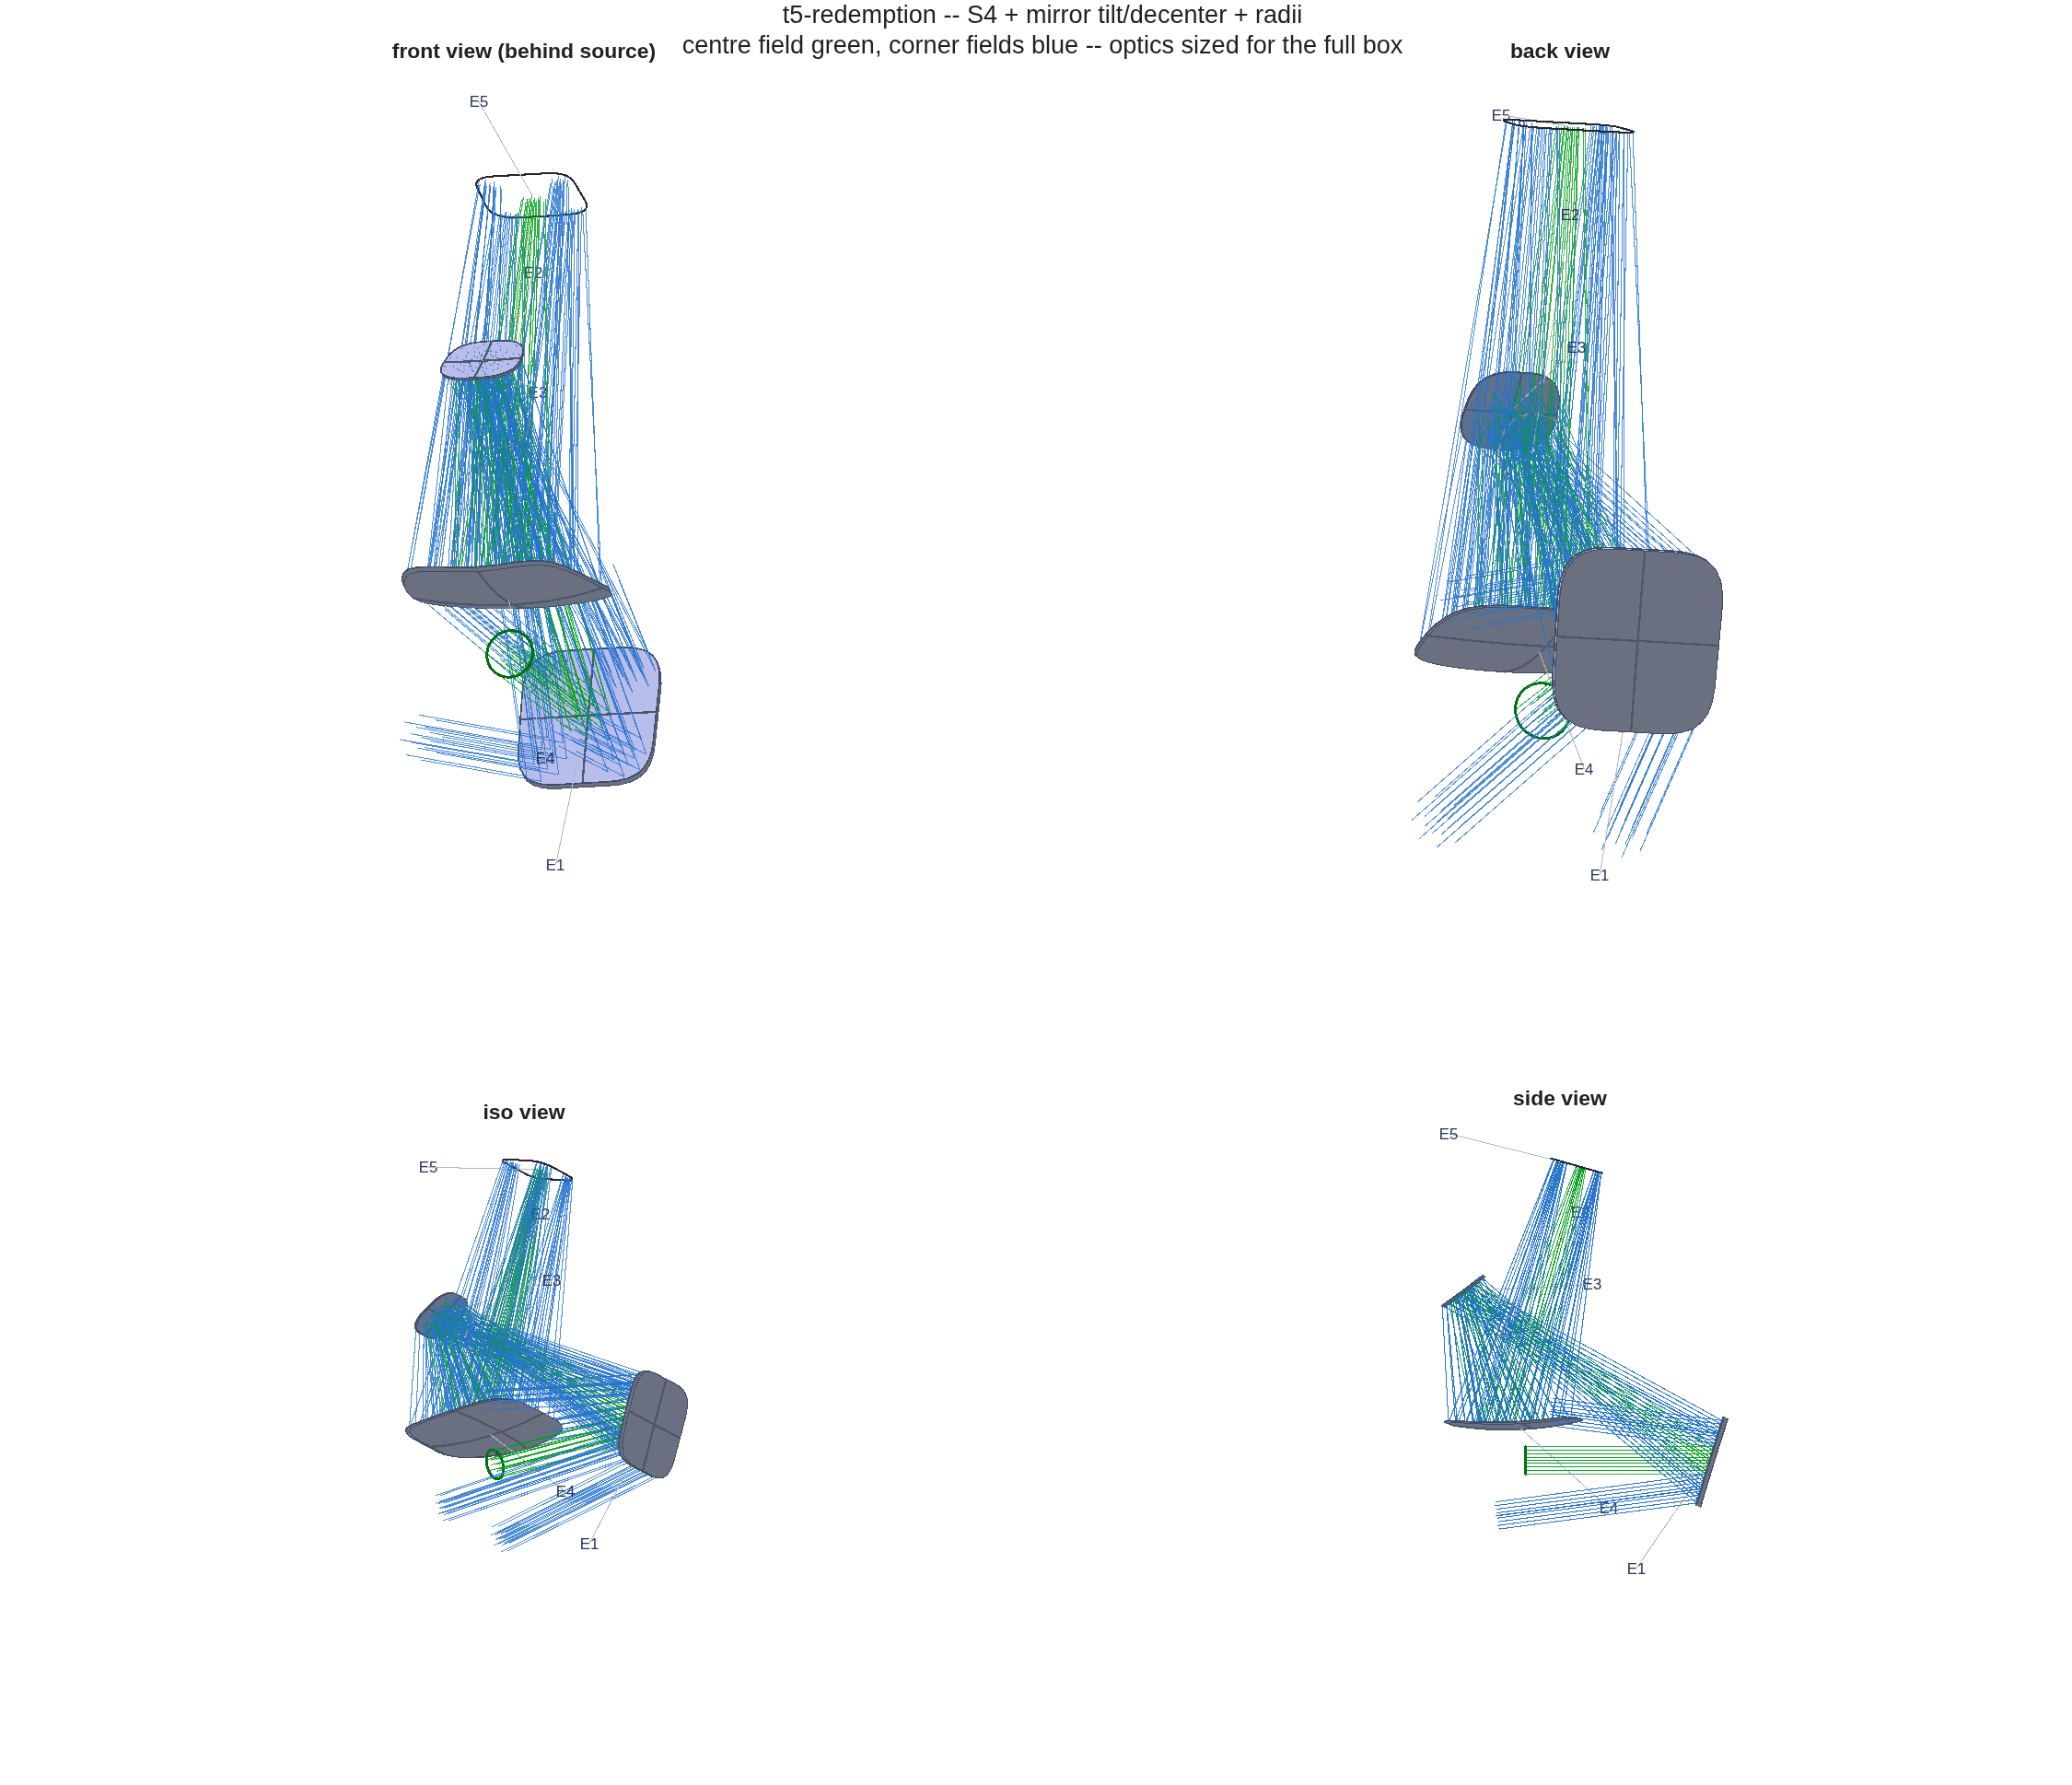 t5-redemption -- S4 + mirror tilt/decenter + radii
centre field green, corner fields blue -- optics sized for the full box
front view (behind source)
E5
E2
E3
E4
E1
back view
E5
E2
E3
E4
E1
iso view
E5
E2
E3
E4
E1
side view
E5
E3
E4
E1